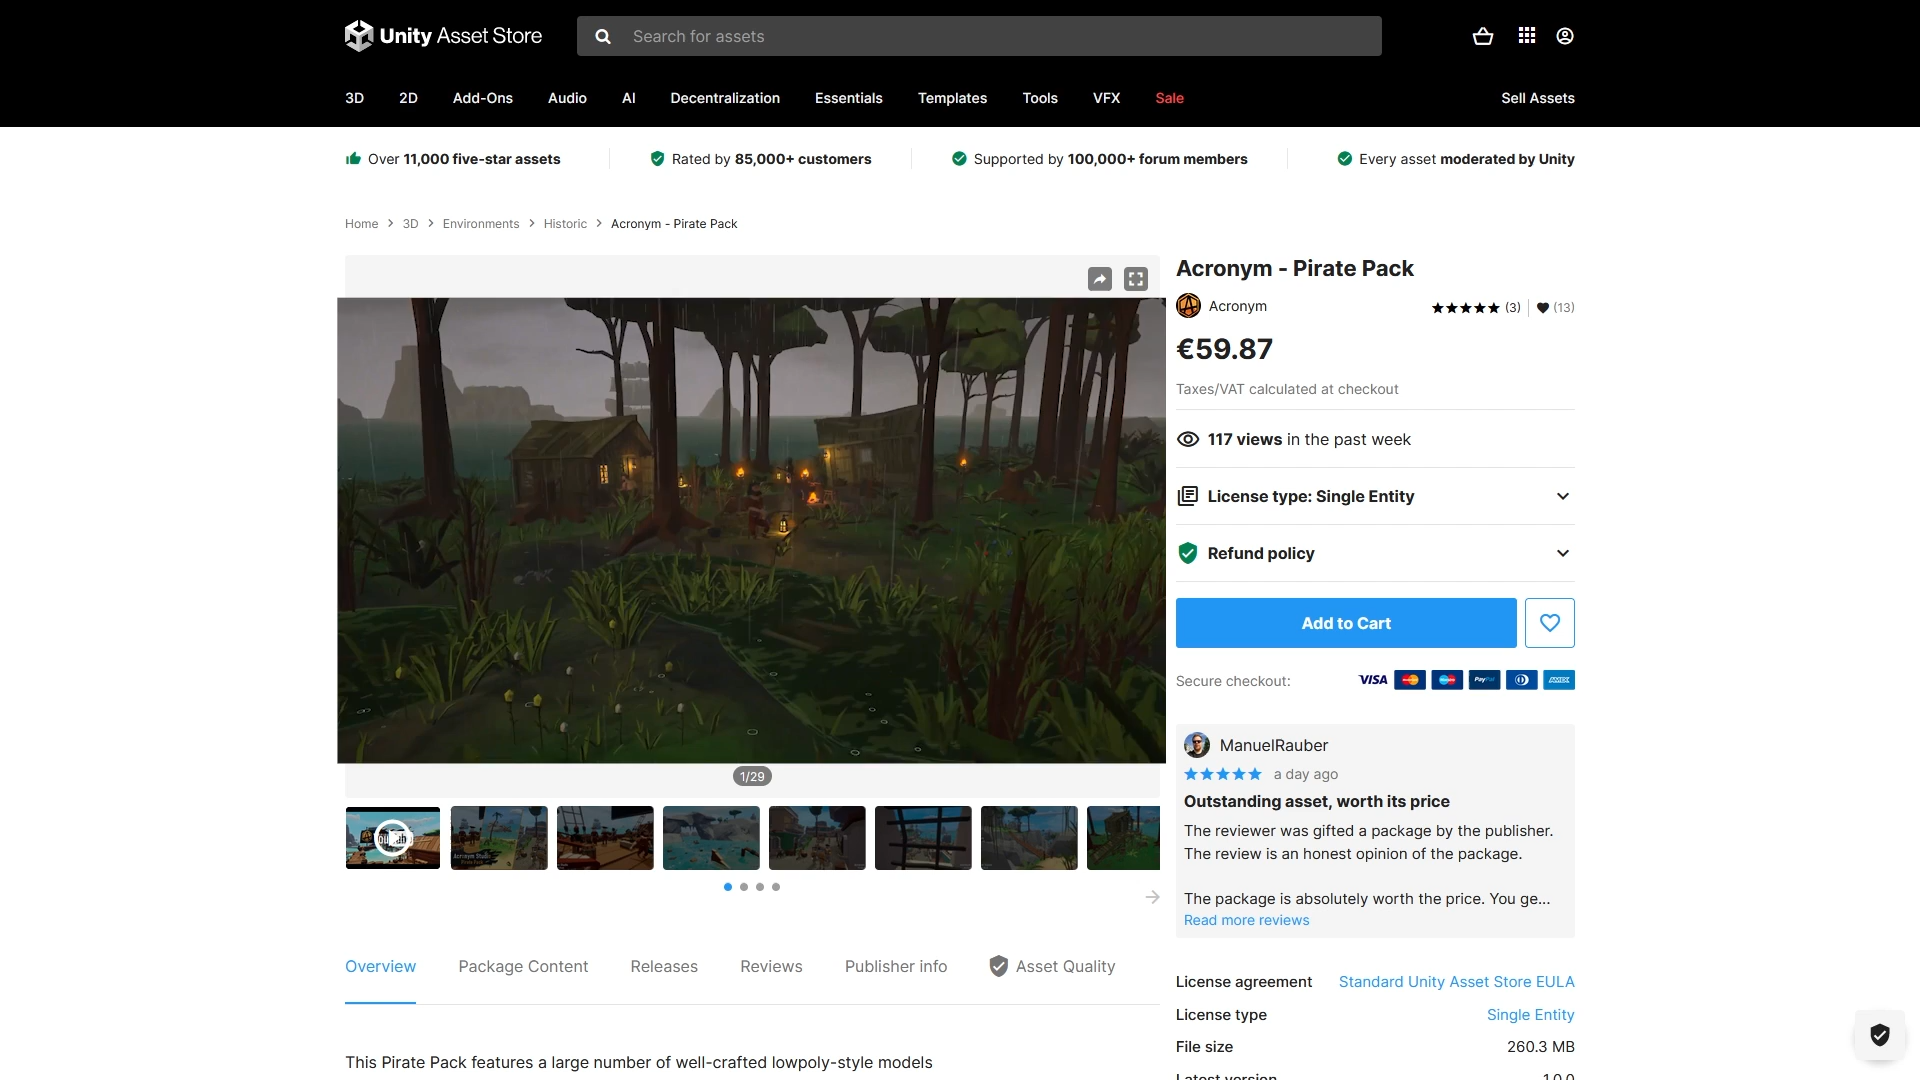 Unity Asset Store
Search for assets
3D 2D Add-Ons Audio AI Decentralization Essentials Templates Tools VFX Sale Sell Assets
Over 11,000 five-star assets
Rated by 85,000+ customers
Supported by 100,000+ forum members
Every asset moderated by Unity
Home > 3D > Environments > Historic > Acronym - Pirate Pack
1/29
Acronym - Pirate Pack
Acronym
(3)
(13)
€59.87
Taxes/VAT calculated at checkout
117 views in the past week
License type: Single Entity
Refund policy
Add to Cart
Secure checkout:
VISA
PayPal
AMEX
ManuelRauber
a day ago
Outstanding asset, worth its price
The reviewer was gifted a package by the publisher.
The review is an honest opinion of the package.
The package is absolutely worth the price. You ge...
Read more reviews
Overview Package Content Releases Reviews Publisher info Asset Quality
This Pirate Pack features a large number of well-crafted lowpoly-style models
License agreement Standard Unity Asset Store EULA
License type Single Entity
File size 260.3 MB
Latest version 1.0.0